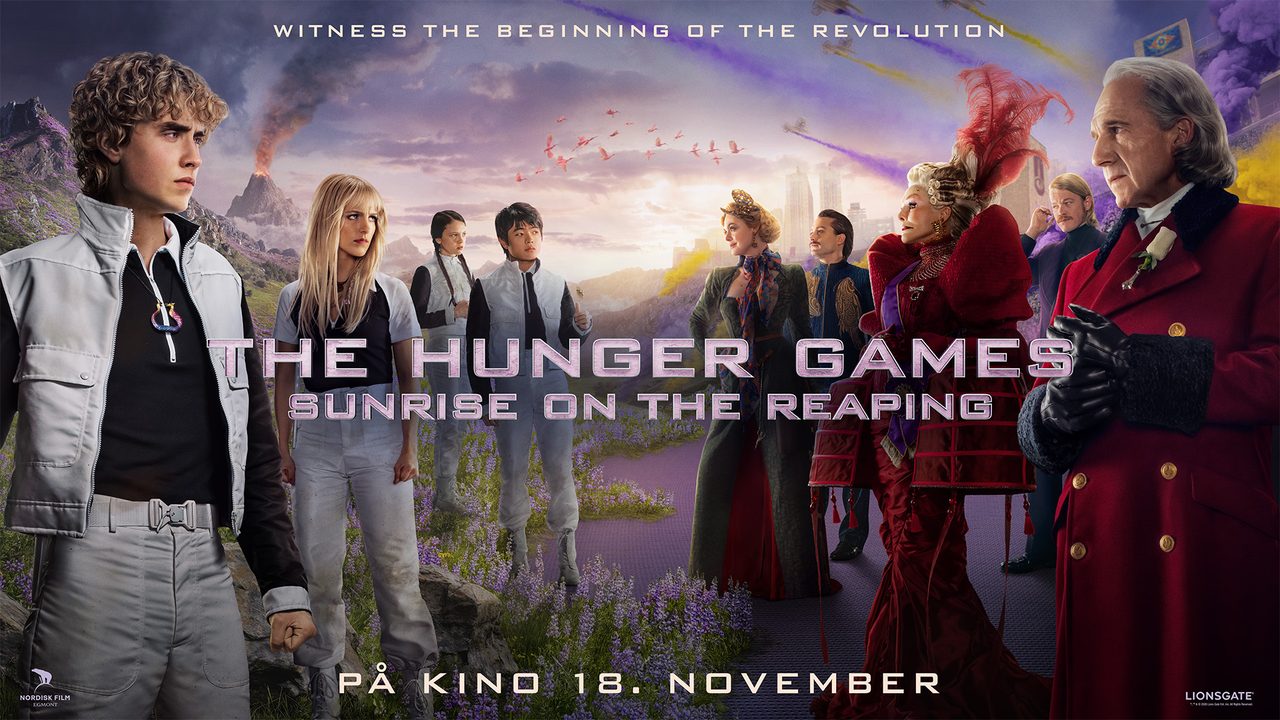 WITNESS THE BEGINNING OF THE REVOLUTION
THE HUNGER GAMES
SUNRISE ON THE REAPING
PÅ KINO 18. NOVEMBER
NORDISK FILM
EGMONT
LIONSGATE